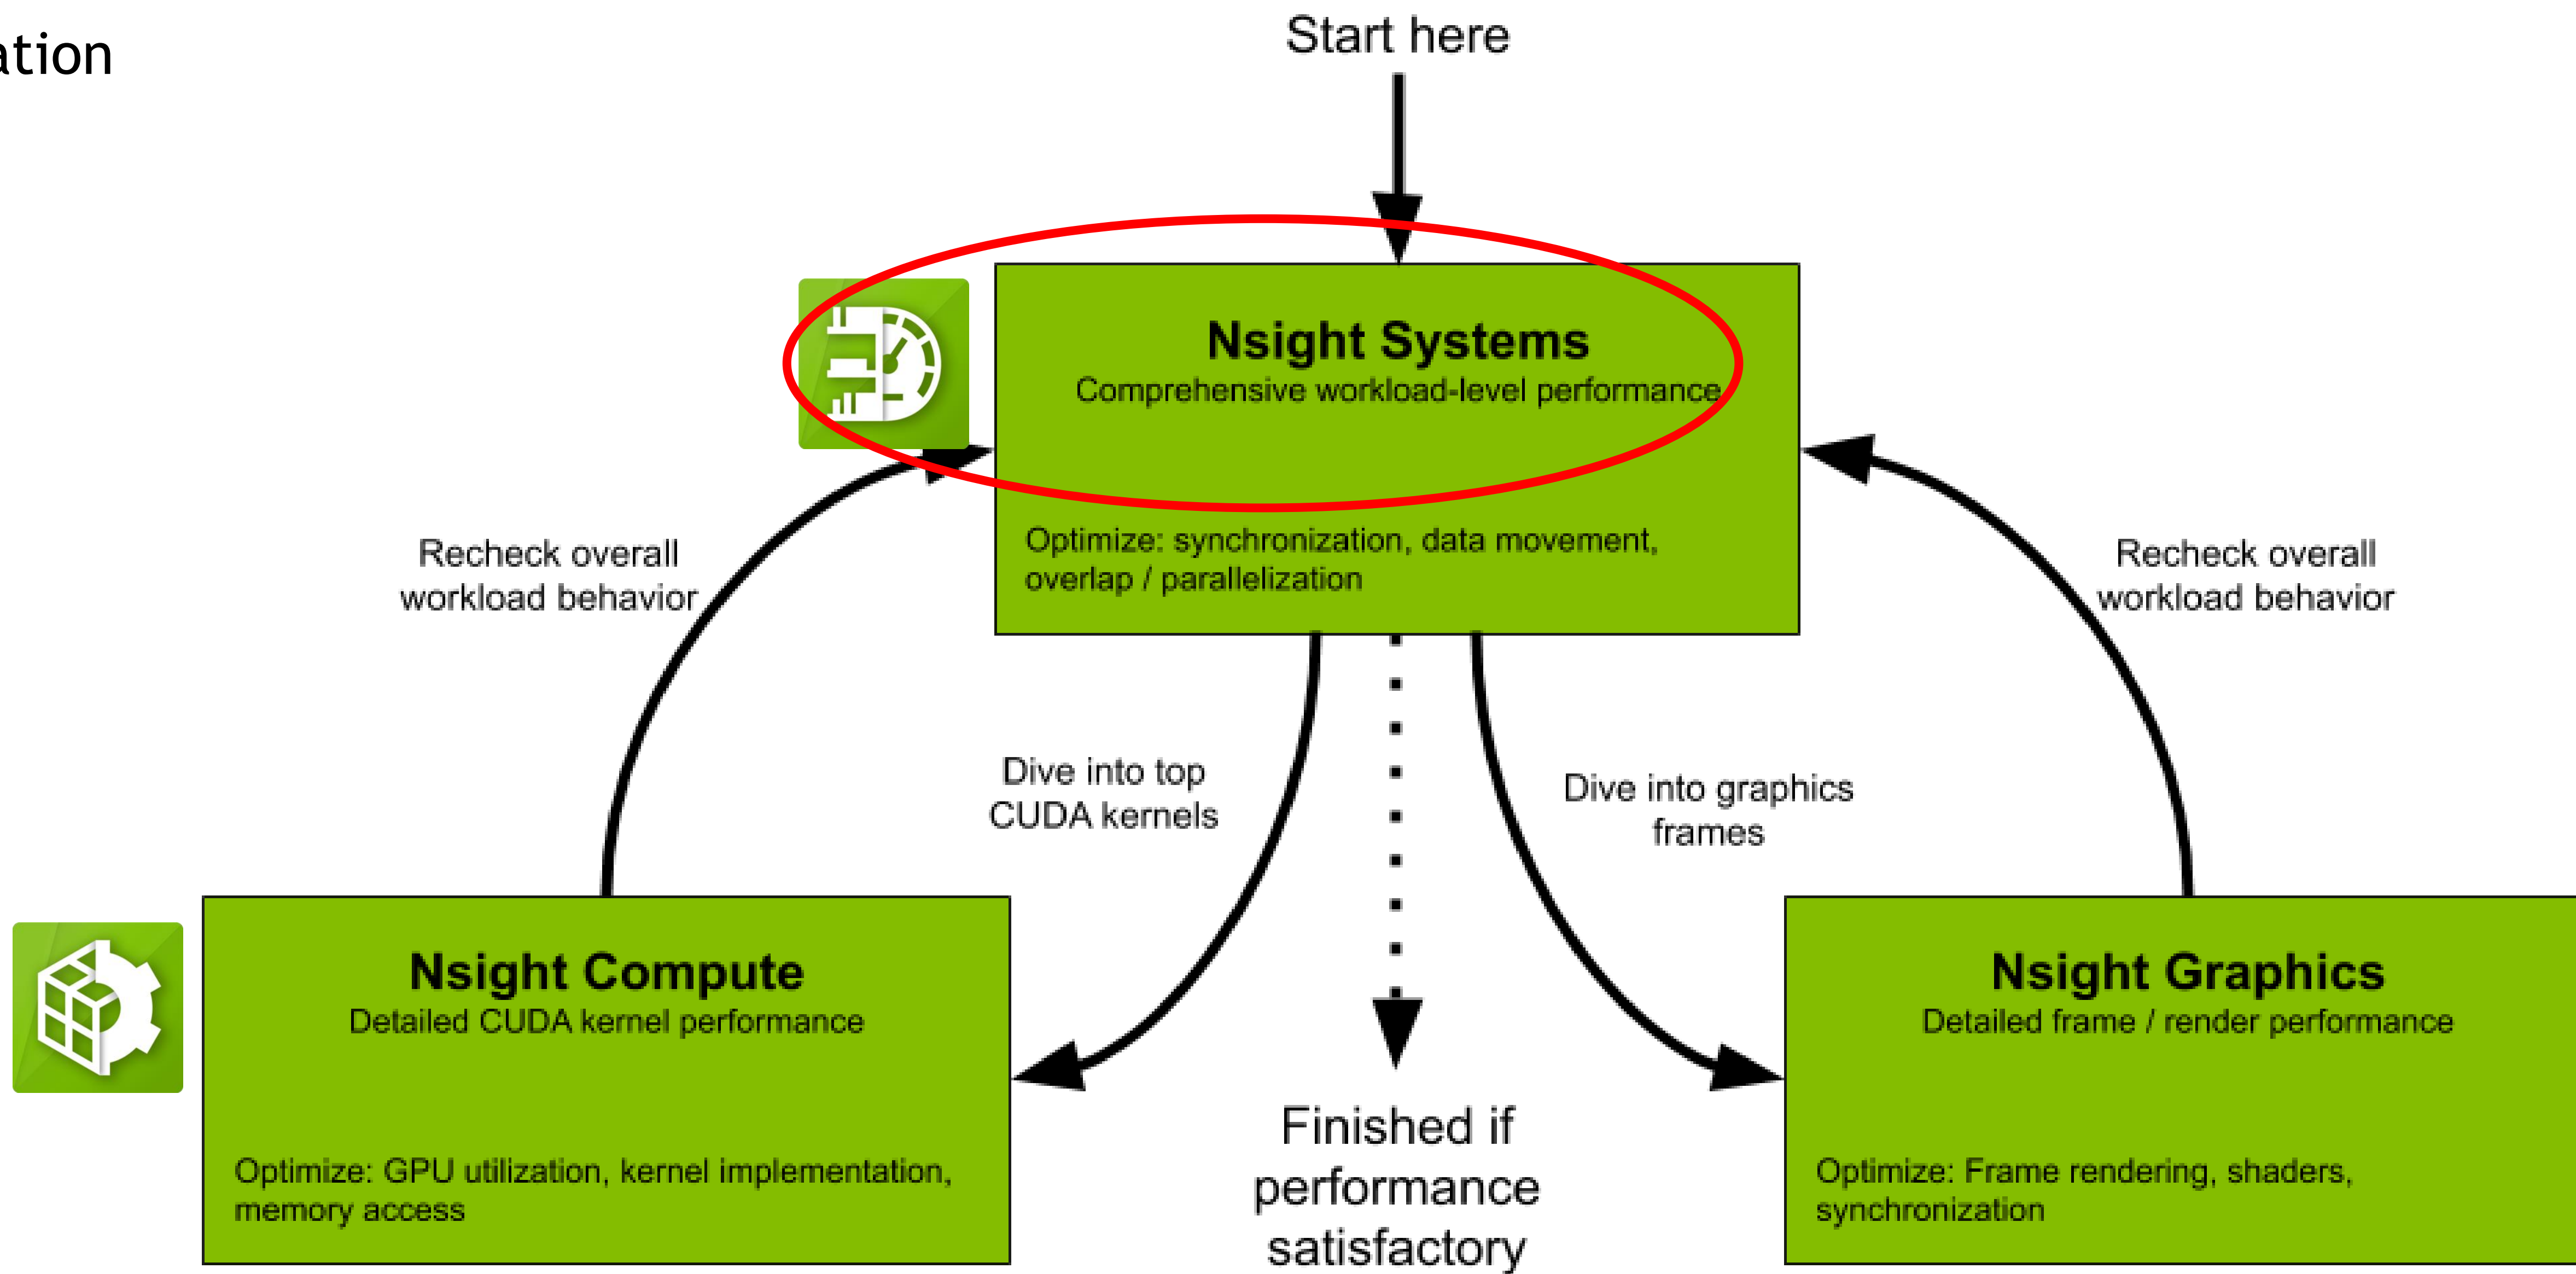 ation
Start here
Nsight Systems
Comprehensive workload-level performance
Optimize: synchronization, data movement,
overlap / parallelization
Recheck overall
workload behavior
Recheck overall
workload behavior
Dive into top
CUDA kernels
Dive into graphics
frames
Nsight Compute
Detailed CUDA kernel performance
Optimize: GPU utilization, kernel implementation,
memory access
Finished if
performance
satisfactory
Nsight Graphics
Detailed frame / render performance
Optimize: Frame rendering, shaders,
synchronization